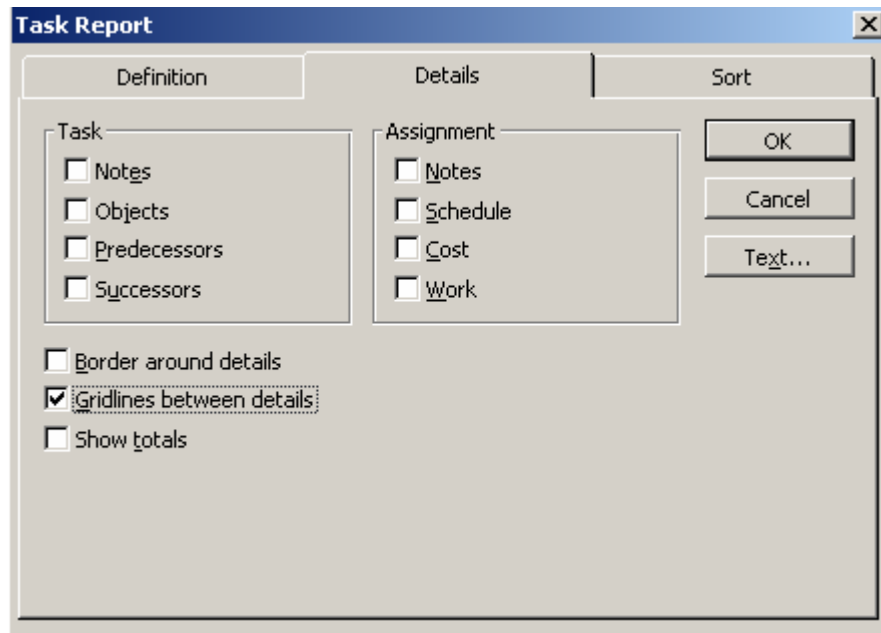 Task Report
Definition
Details
Sort
Task
Notes
Objects
Predecessors
Successors
Assignment
Notes
Schedule
Cost
Work
OK
Cancel
Text...
Border around details
Gridlines between details
Show totals